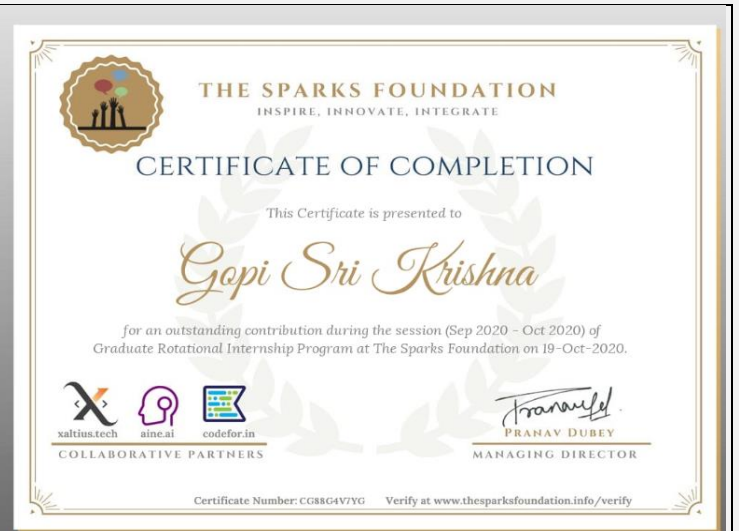 THE SPARKS FOUNDATION
INSPIRE, INNOVATE, INTEGRATE
CERTIFICATE OF COMPLETION
This Certificate is presented to
Gopi Sri Krishna
for an outstanding contribution during the session (Sep 2020 - Oct 2020) of
Graduate Rotational Internship Program at The Sparks Foundation on 19-Oct-2020.
xaltius.tech aine.ai codefor.in
COLLABORATIVE PARTNERS
PRANAV DUBEY
MANAGING DIRECTOR
Certificate Number: CG88G4V7YG Verify at www.thesparksfoundation.info/verify